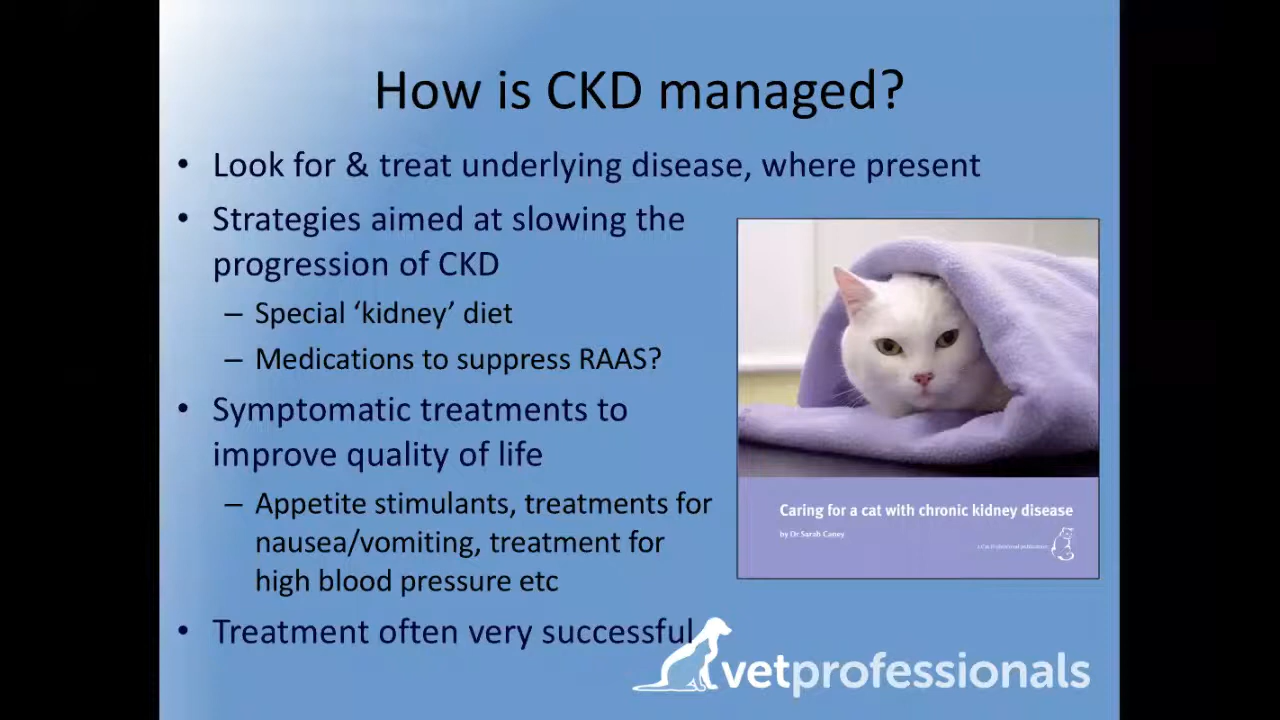 How is CKD managed?
• Look for & treat underlying disease, where present
• Strategies aimed at slowing the
progression of CKD
– Special ‘kidney’ diet
– Medications to suppress RAAS?
• Symptomatic treatments to
improve quality of life
– Appetite stimulants, treatments for
nausea/vomiting, treatment for
high blood pressure etc
• Treatment often very successful
Caring for a cat with chronic kidney disease
by Dr Sarah Caney
a Cat Professional publication
vetprofessionals